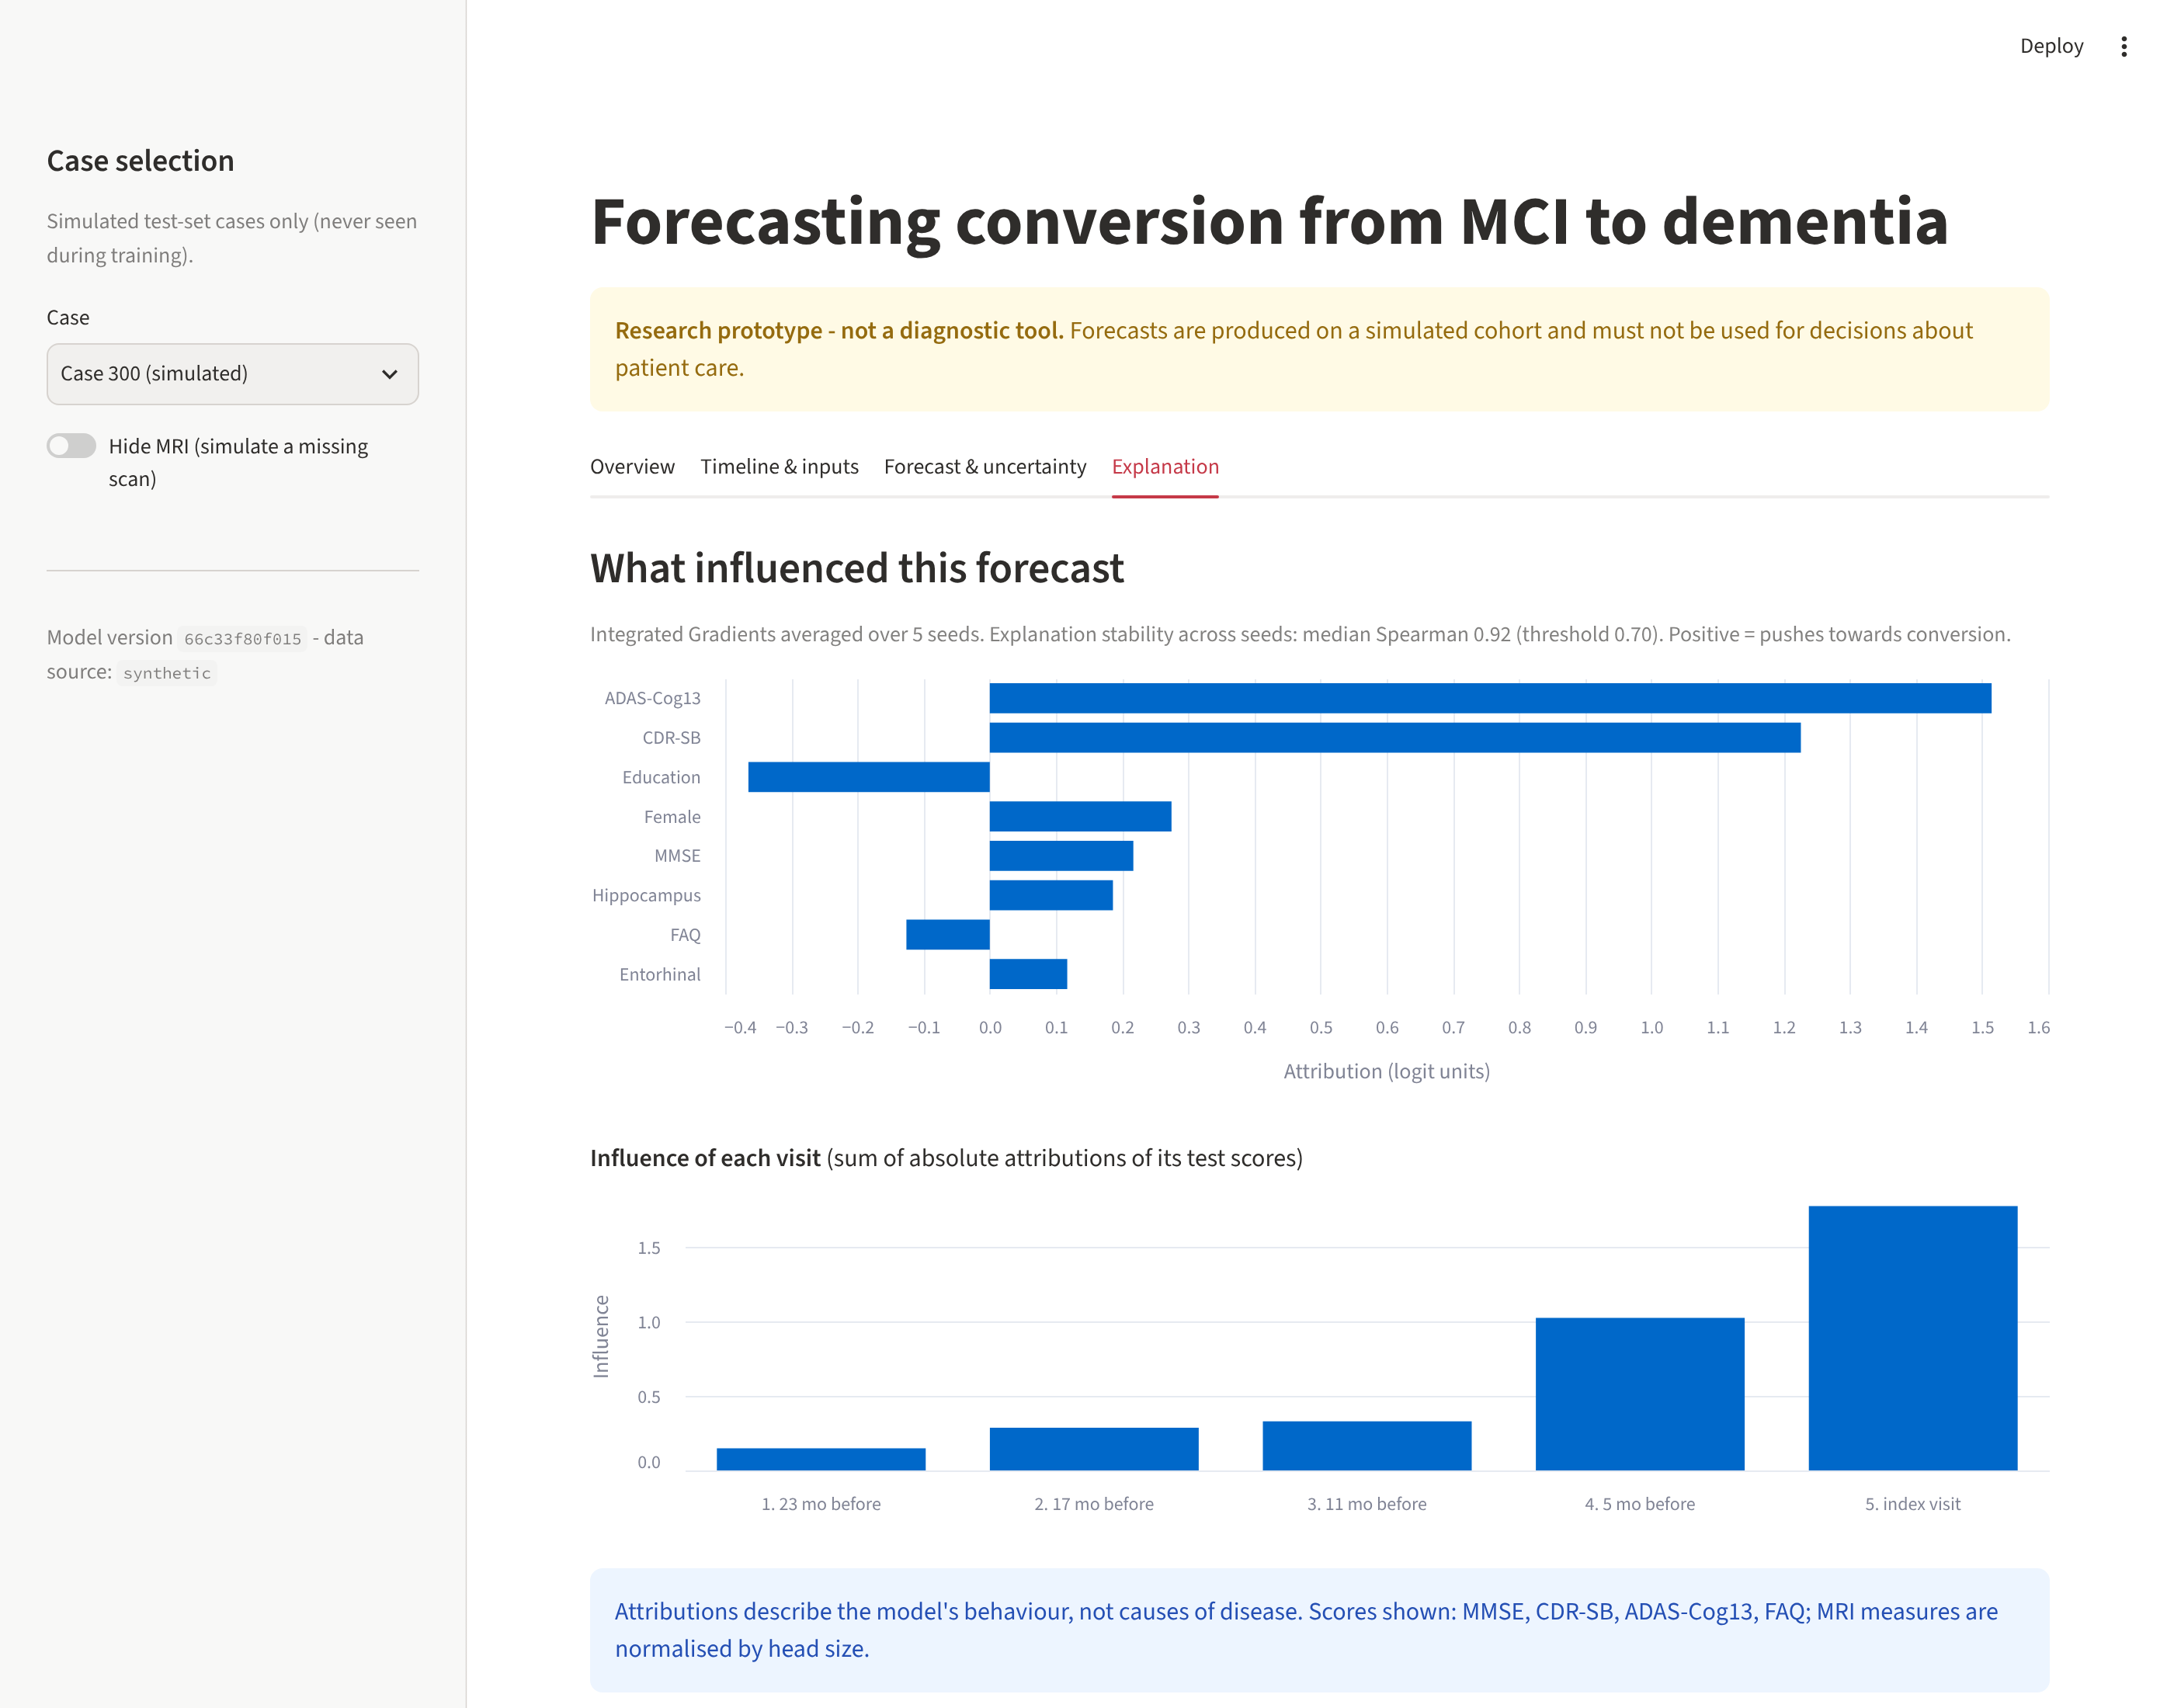 Deploy
Case selection
Simulated test-set cases only (never seen
during training).
Case
Case 300 (simulated)
Hide MRI (simulate a missing
scan)
Model version 66c33f80f015 - data
source: synthetic
Forecasting conversion from MCI to dementia
Research prototype - not a diagnostic tool. Forecasts are produced on a simulated cohort and must not be used for decisions about
patient care.
Overview Timeline & inputs Forecast & uncertainty Explanation
What influenced this forecast
Integrated Gradients averaged over 5 seeds. Explanation stability across seeds: median Spearman 0.92 (threshold 0.70). Positive = pushes towards conversion.
ADAS-Cog13
CDR-SB
Education
Female
MMSE
Hippocampus
FAQ
Entorhinal
−0.4 −0.3 −0.2 −0.1 0.0 0.1 0.2 0.3 0.4 0.5 0.6 0.7 0.8 0.9 1.0 1.1 1.2 1.3 1.4 1.5 1.6
Attribution (logit units)
Influence of each visit (sum of absolute attributions of its test scores)
Influence
1.5
1.0
0.5
0.0
1. 23 mo before 2. 17 mo before 3. 11 mo before 4. 5 mo before 5. index visit
Attributions describe the model's behaviour, not causes of disease. Scores shown: MMSE, CDR-SB, ADAS-Cog13, FAQ; MRI measures are
normalised by head size.